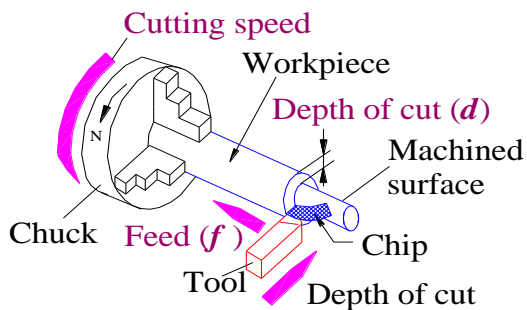 Cutting speed
Workpiece
Depth of cut (d)
N
Machined
surface
Chuck
Feed (f )
Chip
Tool
Depth of cut